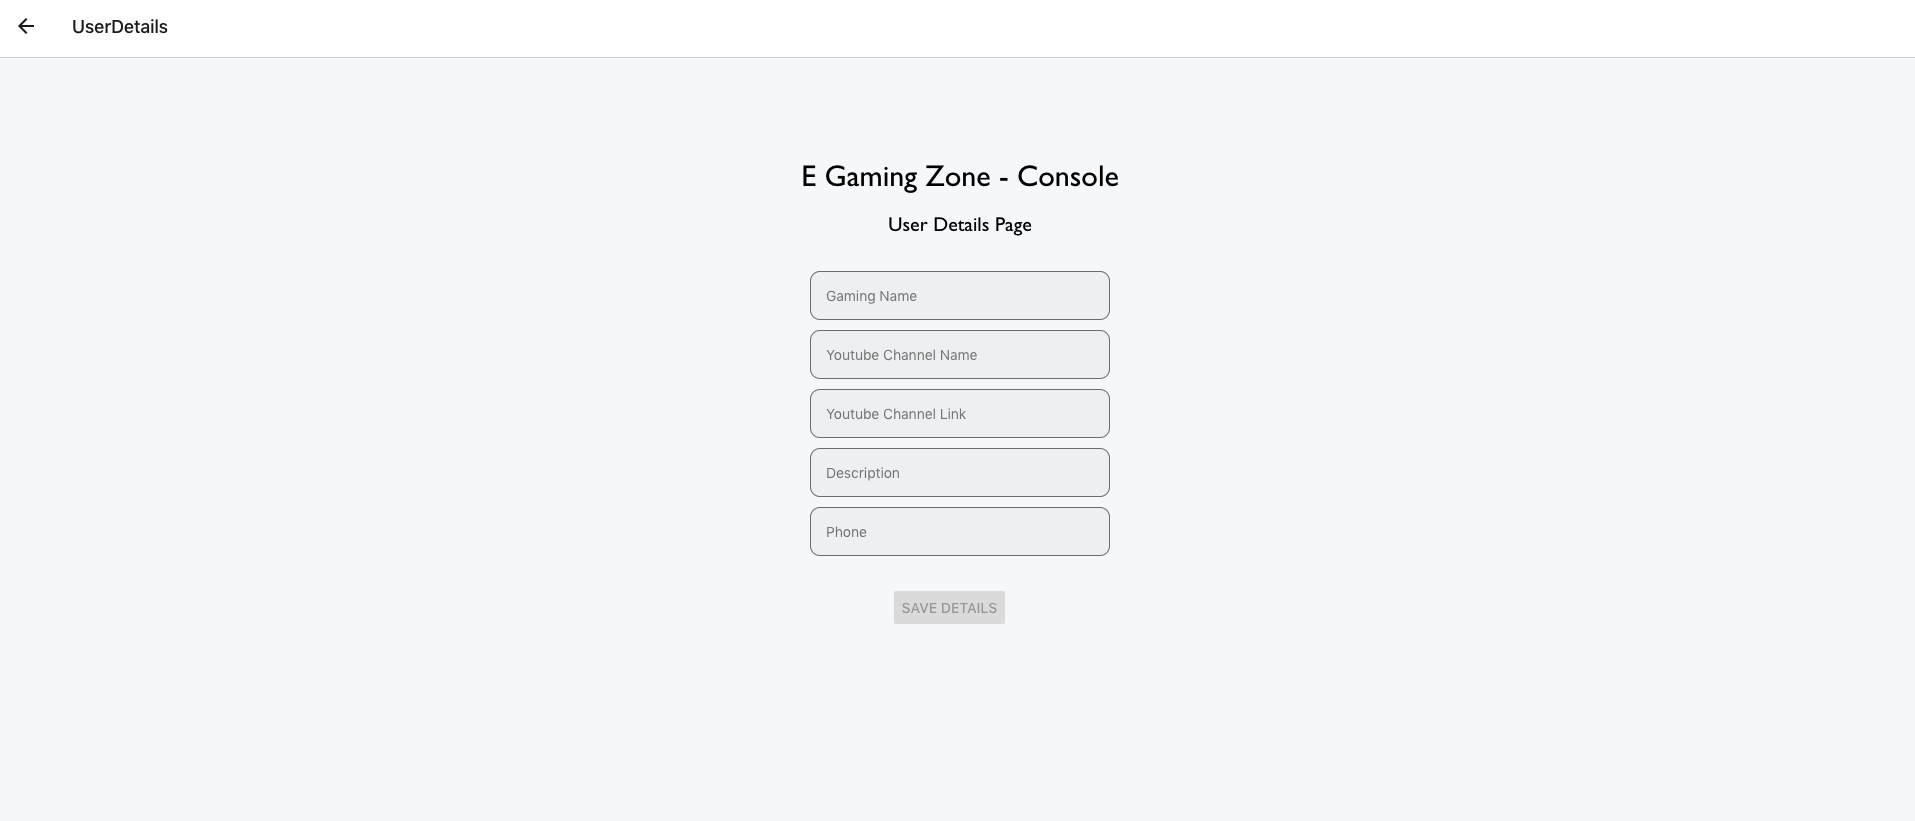 UserDetails
E Gaming Zone - Console
User Details Page
Gaming Name
Youtube Channel Name
Youtube Channel Link
Description
Phone
SAVE DETAILS